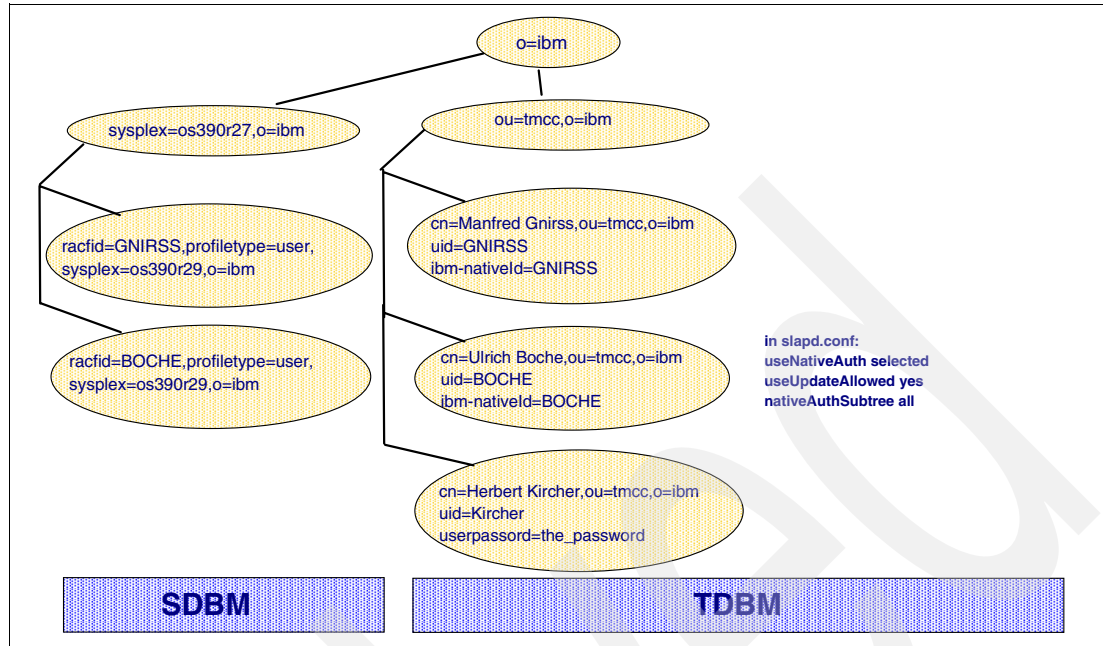 o=ibm
sysplex=os390r27,o=ibm
ou=tmcc,o=ibm
racfid=GNIRSS,profiletype=user,
sysplex=os390r29,o=ibm
cn=Manfred Gnirss,ou=tmcc,o=ibm
uid=GNIRSS
ibm-nativeId=GNIRSS
racfid=BOCHE,profiletype=user,
sysplex=os390r29,o=ibm
cn=Ulrich Boche,ou=tmcc,o=ibm
uid=BOCHE
ibm-nativeId=BOCHE
in slapd.conf:
useNativeAuth selected
useUpdateAllowed yes
nativeAuthSubtree all
cn=Herbert Kircher,ou=tmcc,o=ibm
uid=Kircher
userpassord=the_password
SDBM
TDBM